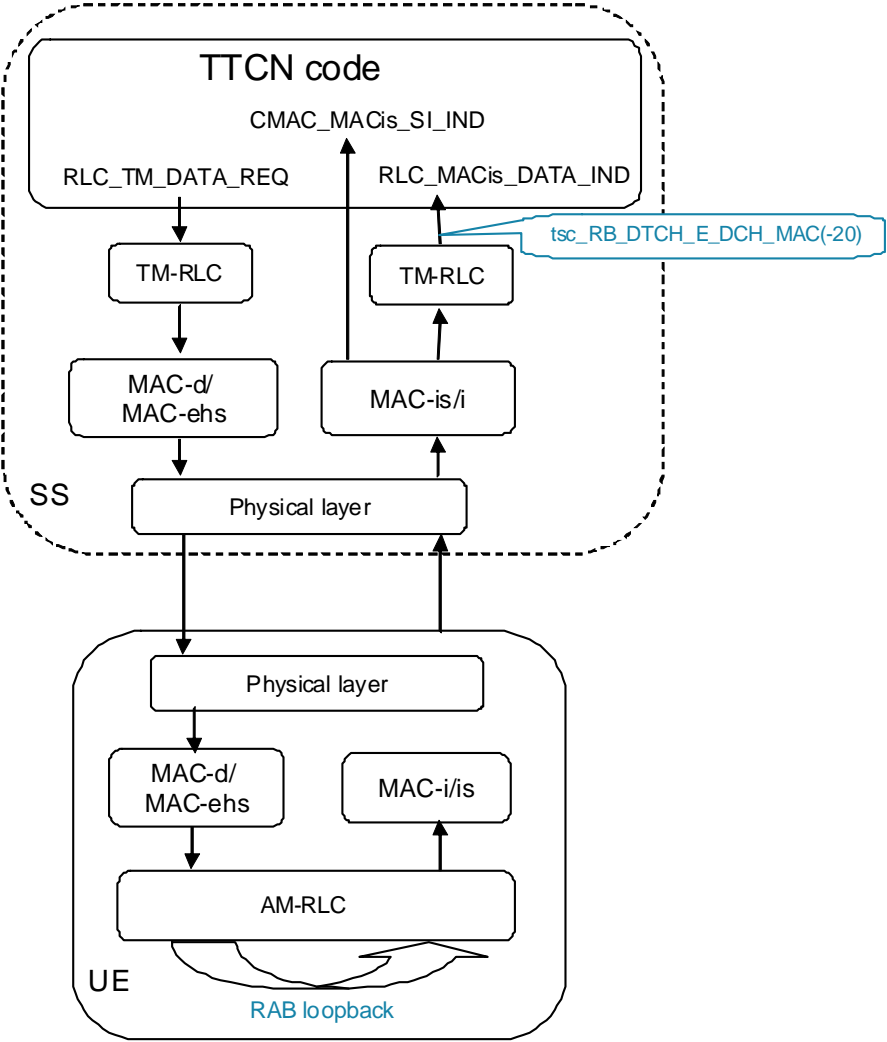 TTCN code
CMAC_MACis_SI_IND
RLC_TM_DATA_REQ
RLC_MACis_DATA_IND
tsc_RB_DTCH_E_DCH_MAC(-20)
TM-RLC
TM-RLC
MAC-d/
MAC-ehs
MAC-is/i
SS
Physical layer
Physical layer
MAC-d/
MAC-ehs
MAC-i/is
AM-RLC
UE
RAB loopback